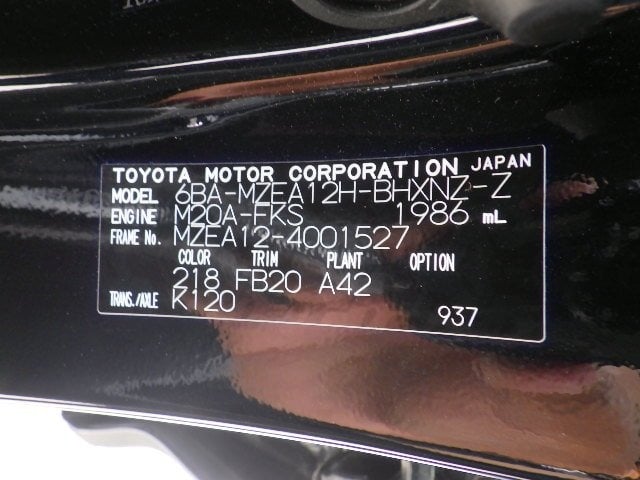 TOYOTA MOTOR CORPORATION JAPAN
MODEL 6BA-MZEA12H-BHXNZ-Z
ENGINE M20A-FKS 1986 mL
FRAME No. MZEA12-4001527
COLOR TRIM PLANT OPTION
218 FB20 A42
TRANS./AXLE K120
937